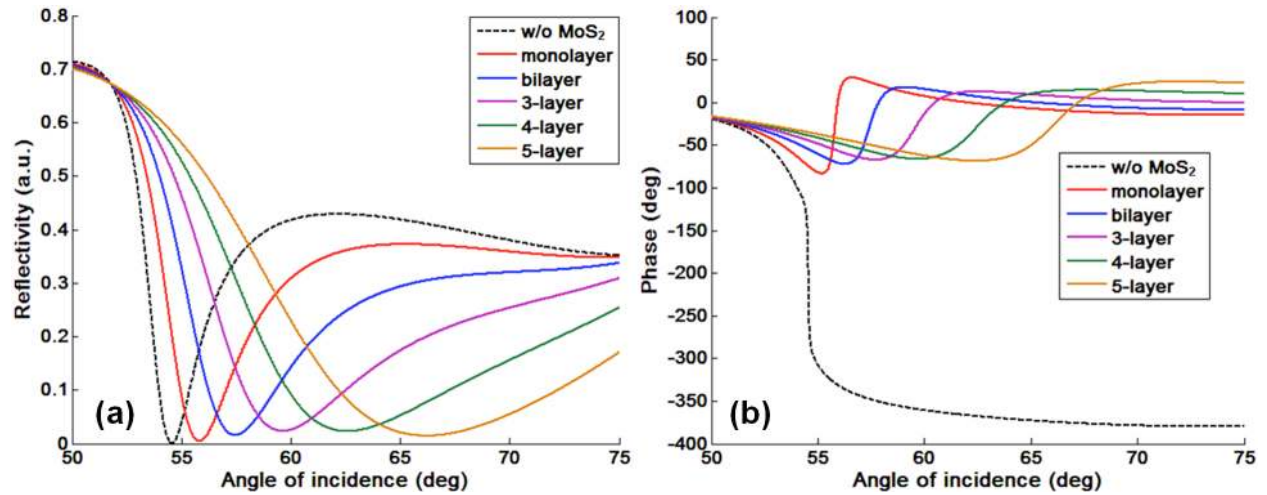 0.8
0.7
0.6
0.5
0.4
0.3
0.2
0.1
0
Reflectivity (a.u.)
w/o MoS₂
monolayer
bilayer
3-layer
4-layer
5-layer
(a)
50 55 60 65 70 75
Angle of incidence (deg)
100
50
0
-50
-100
-150
-200
-250
-300
-350
-400
Phase (deg)
w/o MoS₂
monolayer
bilayer
3-layer
4-layer
5-layer
(b)
50 55 60 65 70 75
Angle of incidence (deg)